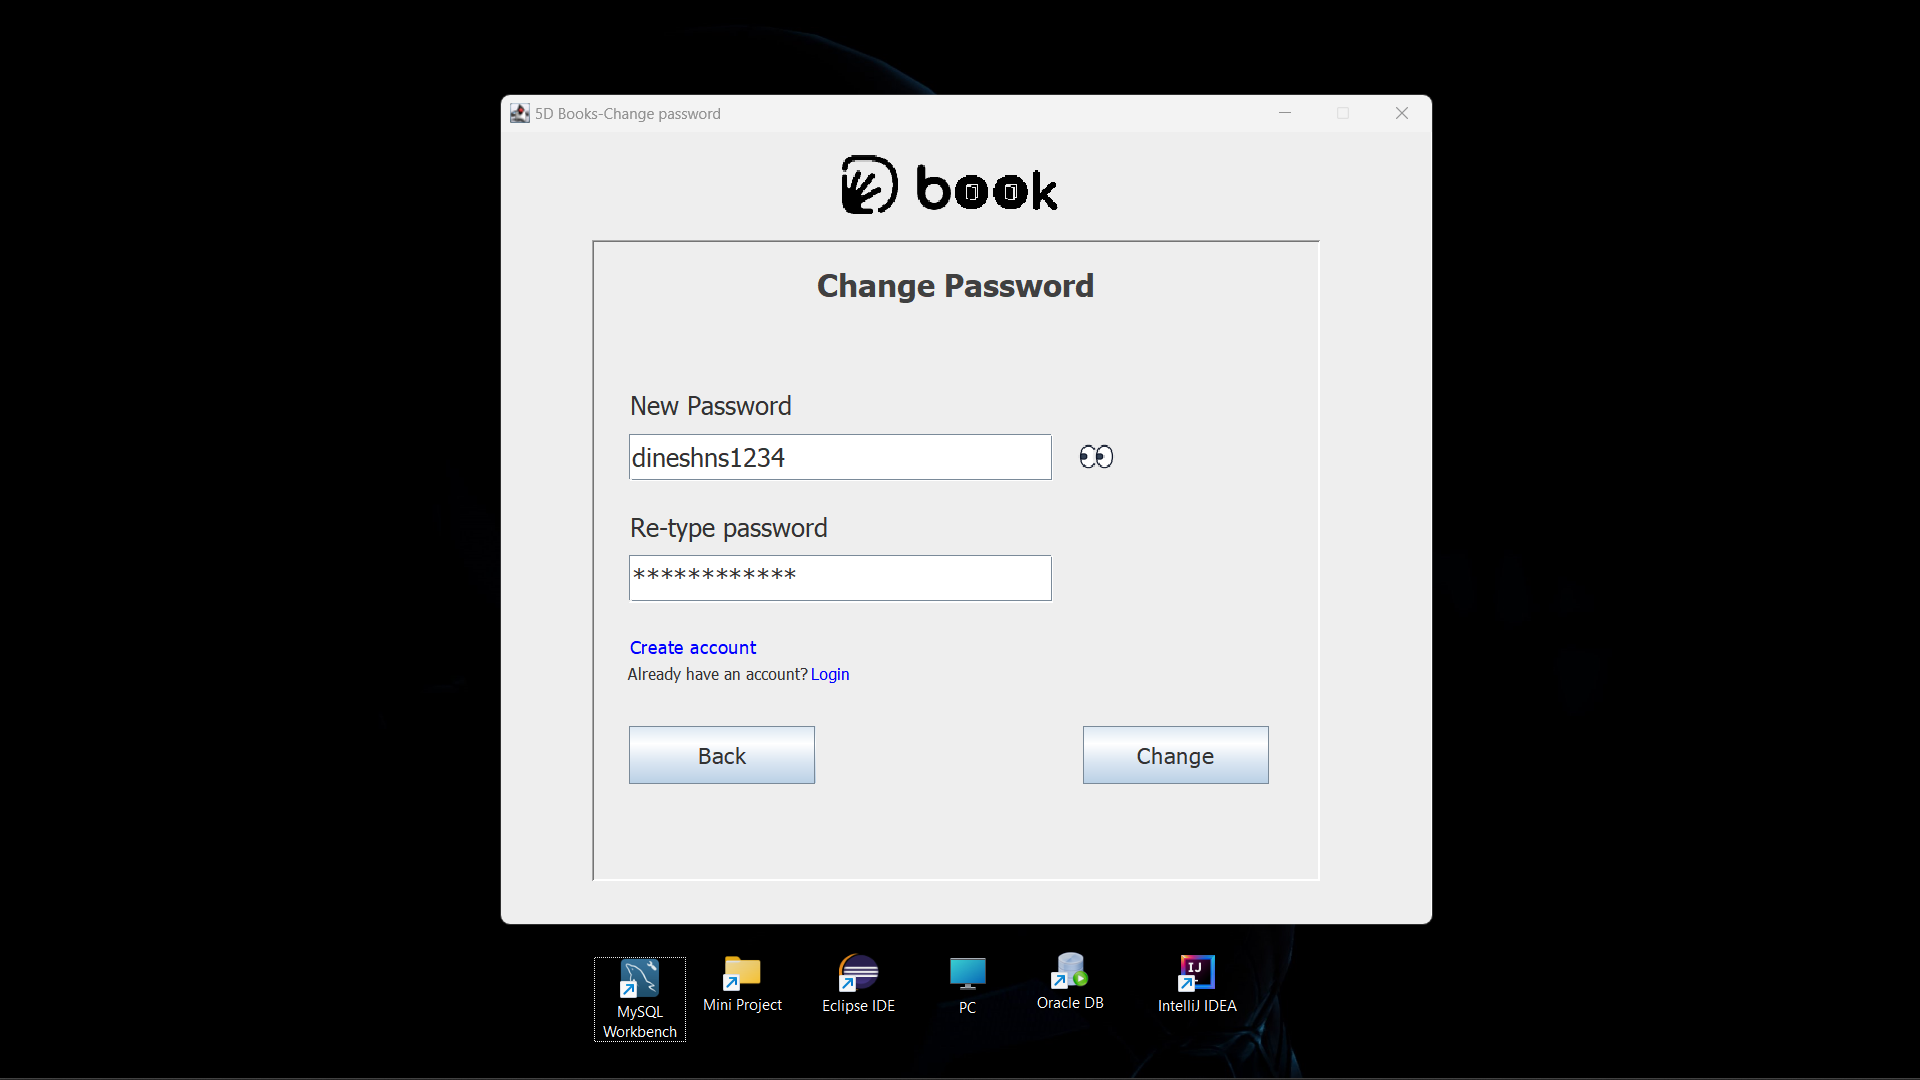 5D Books-Change password
book
Change Password
New Password
dineshns1234
Re-type password
************
Create account
Already have an account? Login
Back
Change
MySQL
Workbench
Mini Project
Eclipse IDE
PC
Oracle DB
IJ
IntelliJ IDEA